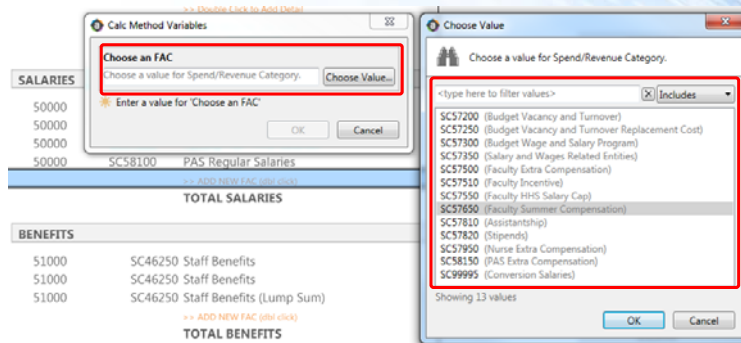 >> Double Click to Add Detail
Calc Method Variables
Choose an FAC
Choose a value for Spend/Revenue Category.
Choose Value...
Enter a value for 'Choose an FAC'
OK
Cancel
SALARIES
50000
50000
50000
50000 SC58100 PAS Regular Salaries
>> ADD NEW FAC (dbl click)
TOTAL SALARIES
BENEFITS
51000 SC46250 Staff Benefits
51000 SC46250 Staff Benefits
51000 SC46250 Staff Benefits (Lump Sum)
>> ADD NEW FAC (dbl click)
TOTAL BENEFITS
Choose Value
Choose a value for Spend/Revenue Category.
<type here to filter values>
Includes
SC57200 (Budget Vacancy and Turnover)
SC57250 (Budget Vacancy and Turnover Replacement Cost)
SC57300 (Budget Wage and Salary Program)
SC57350 (Salary and Wages Related Entities)
SC57500 (Faculty Extra Compensation)
SC57510 (Faculty Incentive)
SC57550 (Faculty HHS Salary Cap)
SC57650 (Faculty Summer Compensation)
SC57810 (Assistantship)
SC57820 (Stipends)
SC57950 (Nurse Extra Compensation)
SC58150 (PAS Extra Compensation)
SC99995 (Conversion Salaries)
Showing 13 values
OK
Cancel